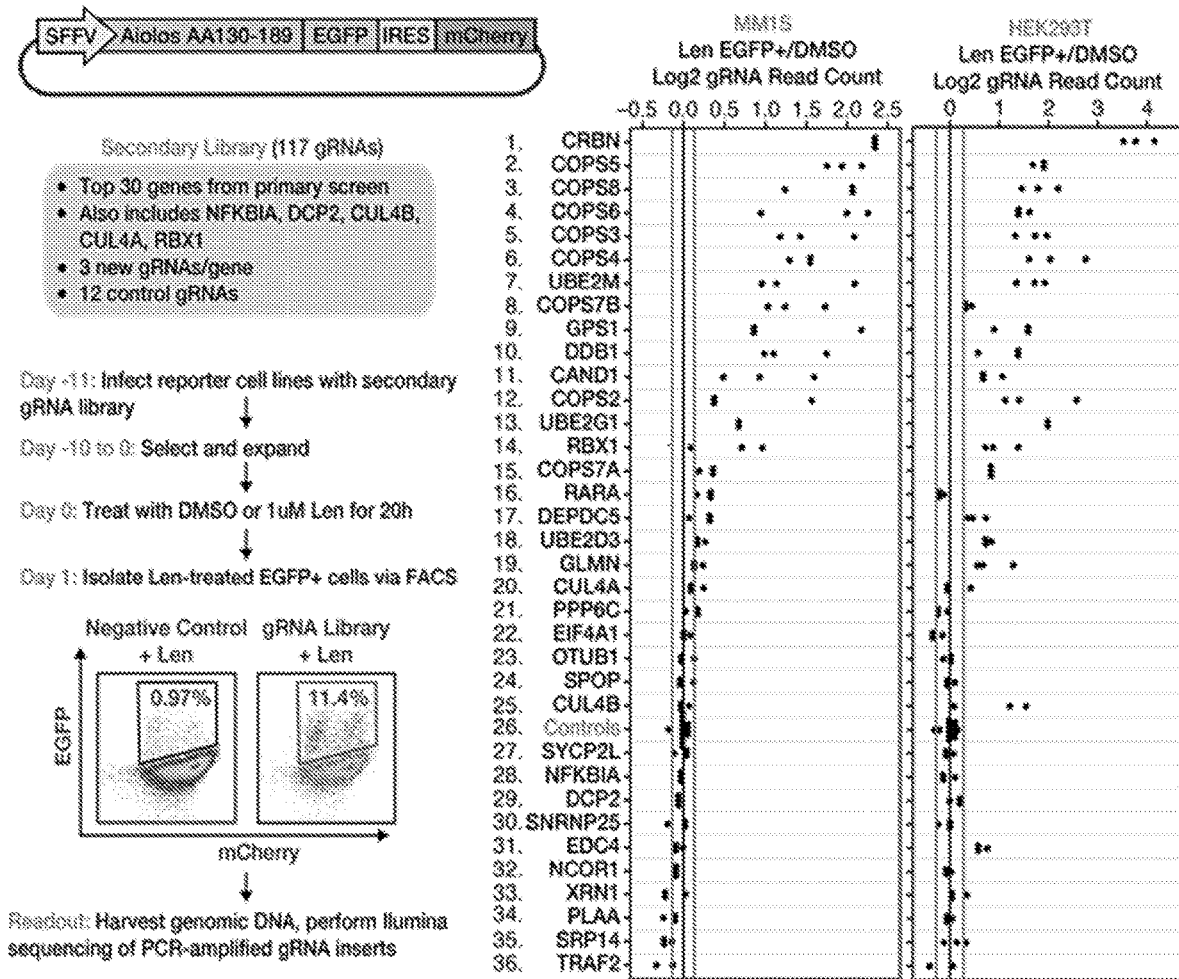 SFFV Aiolos AA130-189 EGFP IRES mCherry
Secondary Library (117 gRNAs)
• Top 30 genes from primary screen
• Also includes NFKBIA, DCP2, CUL4B,
CUL4A, RBX1
• 3 new gRNAs/gene
• 12 control gRNAs
Day -11: Infect reporter cell lines with secondary
gRNA library
Day -10 to 0: Select and expand
Day 0: Treat with DMSO or 1uM Len for 20h
Day 1: Isolate Len-treated EGFP+ cells via FACS
Negative Control
+ Len
gRNA Library
+ Len
0.97%
11.4%
EGFP
mCherry
Readout: Harvest genomic DNA, perform Ilumina
sequencing of PCR-amplified gRNA inserts
MM1S
Len EGFP+/DMSO
Log2 gRNA Read Count
-0.5 0.0 0.5 1.0 1.5 2.0 2.5
HEK293T
Len EGFP+/DMSO
Log2 gRNA Read Count
0 1 2 3 4
1. CRBN
2. COPS5
3. COPS8
4. COPS6
5. COPS3
6. COPS4
7. UBE2M
8. COPS7B
9. GPS1
10. DDB1
11. CAND1
12. COPS2
13. UBE2G1
14. RBX1
15. COPS7A
16. RARA
17. DEPDC5
18. UBE2D3
19. GLMN
20. CUL4A
21. PPP6C
22. EIF4A1
23. OTUB1
24. SPOP
25. CUL4B
26. Controls
27. SYCP2L
28. NFKBIA
29. DCP2
30. SNRNP25
31. EDC4
32. NCOR1
33. XRN1
34. PLAA
35. SRP14
36. TRAF2